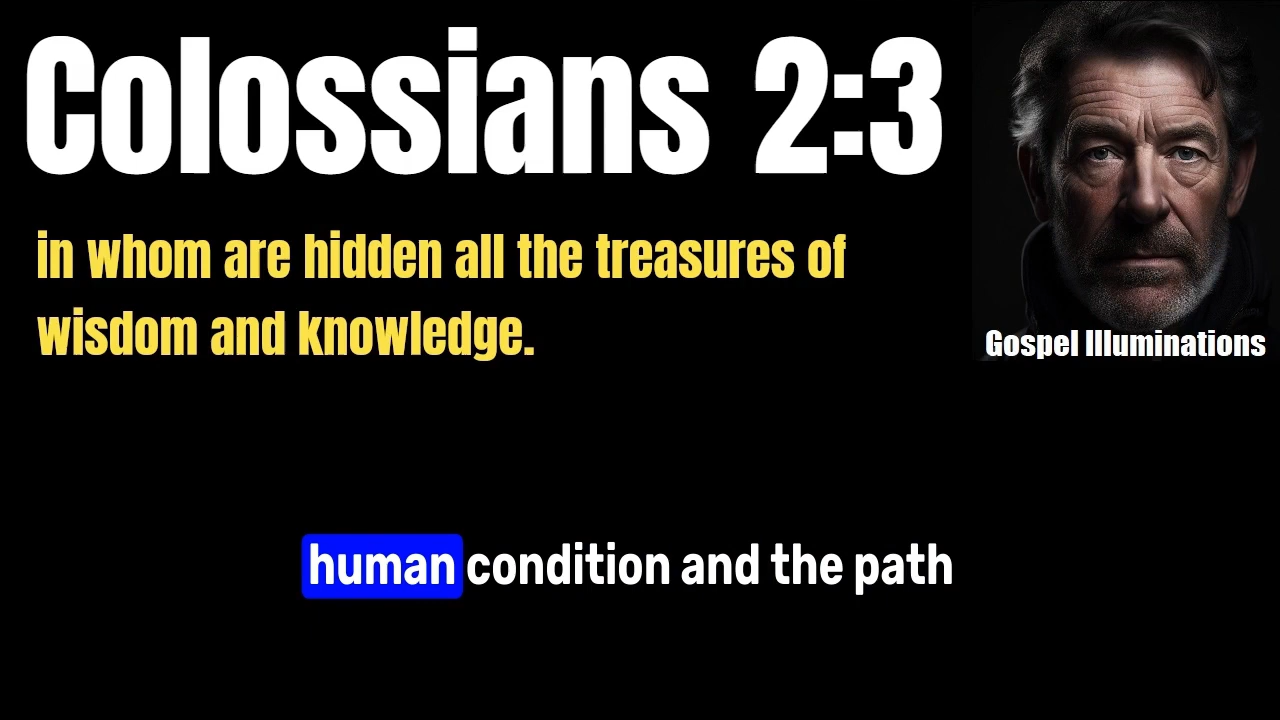 Colossians 2:3
in whom are hidden all the treasures of
wisdom and knowledge.
Gospel Illuminations
human condition and the path